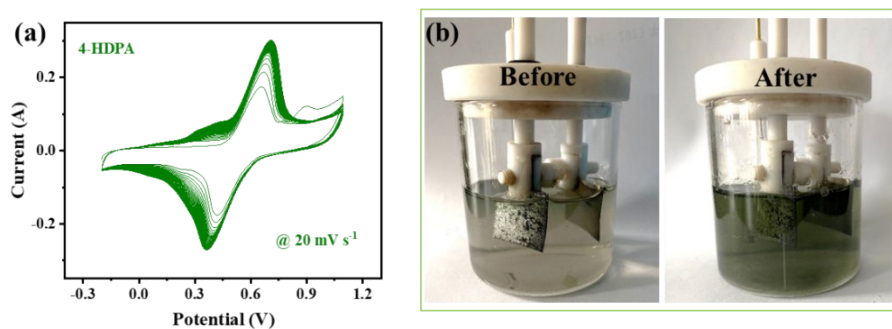 (a)
4-HDPA
Current (A)
0.2
0.0
-0.2
@ 20 mV s⁻¹
-0.3 0.0 0.3 0.6 0.9 1.2
Potential (V)
(b)
Before
After